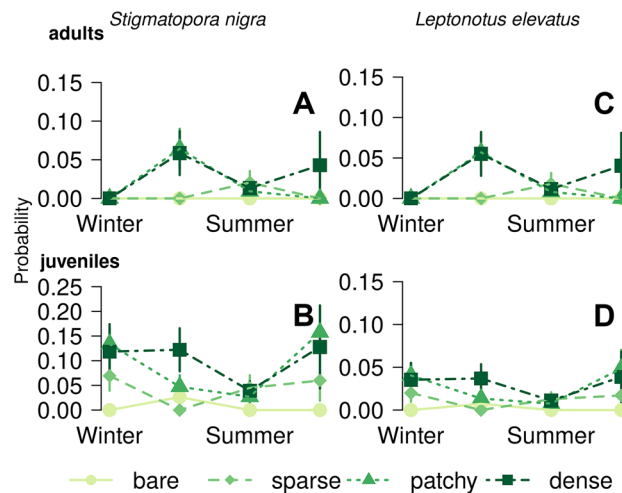 Stigmatopora nigra Leptonotus elevatus
adults
0.15 A 0.15 C
0.10 0.10
0.05 0.05
0.00 0.00
Winter Summer Winter Summer
Probability
juveniles
0.25 B 0.15 D
0.20
0.15 0.10
0.10 0.05
0.05
0.00 0.00
Winter Summer Winter Summer
bare sparse patchy dense